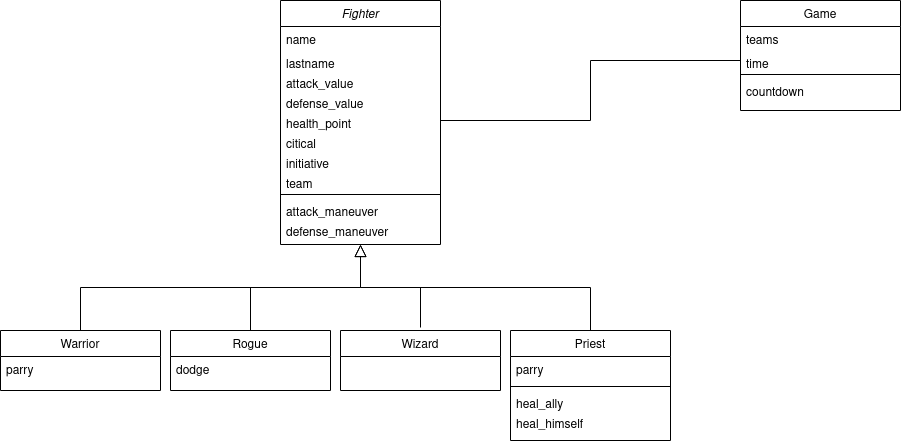 Fighter
name
lastname
attack_value
defense_value
health_point
citical
initiative
team
attack_maneuver
defense_maneuver
Game
teams
time
countdown
Warrior
parry
Rogue
dodge
Wizard
Priest
parry
heal_ally
heal_himself